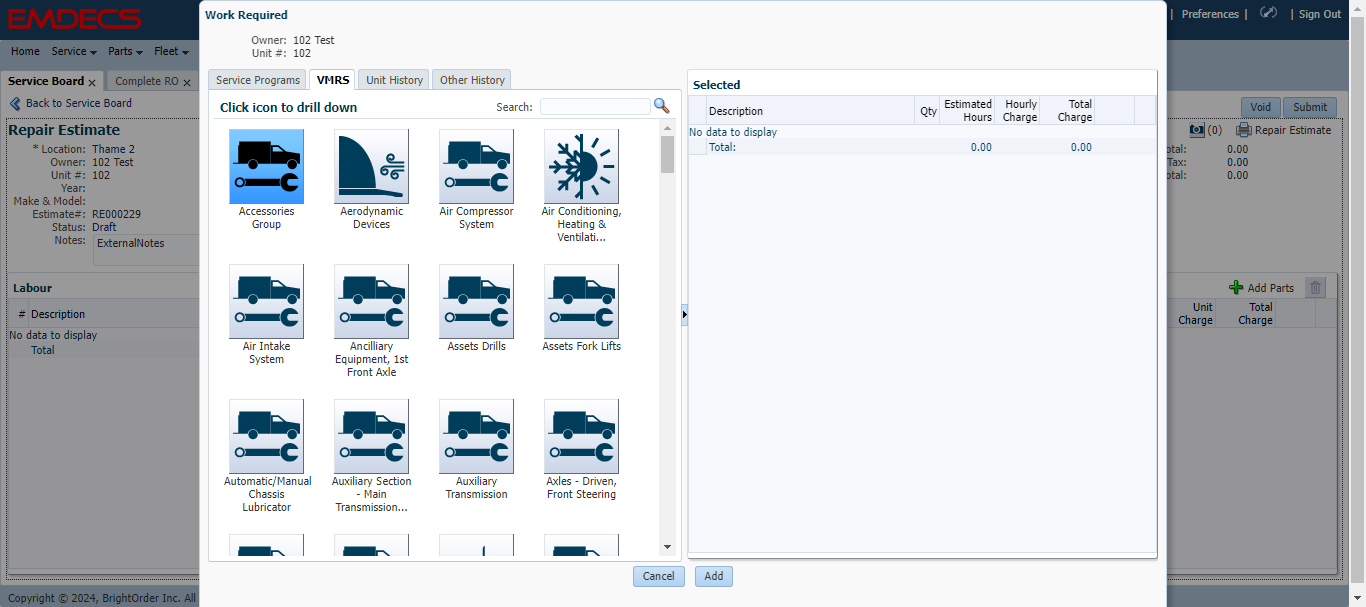 EMDECS
| Preferences | | Sign Out
Home Service Parts Fleet
Service Board x Complete RO x
Back to Service Board
Void Submit
Repair Estimate
(0) Repair Estimate
* Location: Thame 2
Owner: 102 Test
Unit #: 102
Year:
Make & Model:
Estimate#: RE000229
Status: Draft
Notes: ExternalNotes
otal: 0.00
Tax: 0.00
otal: 0.00
Labour
# Description
No data to display
Total
Add Parts
Unit Charge
Total Charge
Copyright © 2024, BrightOrder Inc. All
Work Required
Owner: 102 Test
Unit #: 102
Service Programs VMRS Unit History Other History
Click icon to drill down Search:
Accessories Group
Aerodynamic Devices
Air Compressor System
Air Conditioning, Heating & Ventilati...
Air Intake System
Ancilliary Equipment, 1st Front Axle
Assets Drills
Assets Fork Lifts
Automatic/Manual Chassis Lubricator
Auxiliary Section - Main Transmission...
Auxiliary Transmission
Axles - Driven, Front Steering
Selected
Description Qty Estimated Hours Hourly Charge Total Charge
No data to display
Total: 0.00 0.00
Cancel Add